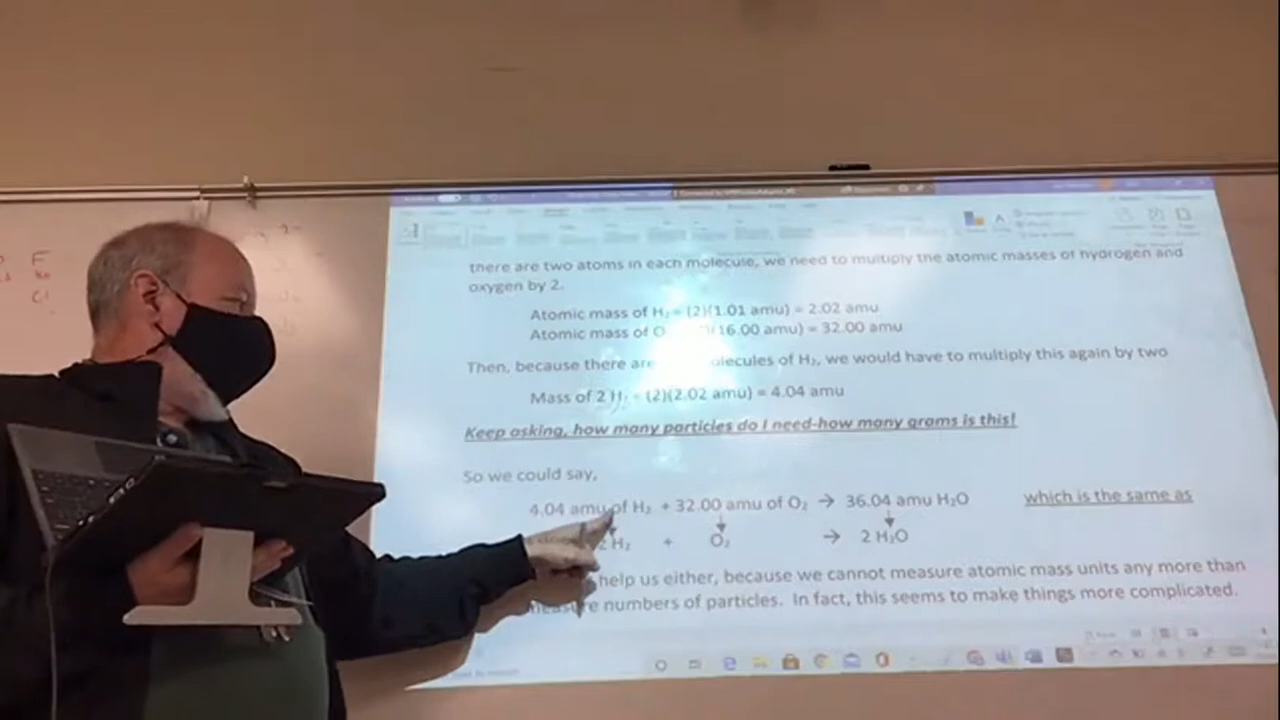 F
there are two atoms in each molecule, we need to multiply the atomic masses of hydrogen and
oxygen by 2.
Atomic mass of H₂ = (2)(1.01 amu) = 2.02 amu
Atomic mass of O (16.00 amu) = 32.00 amu
Then, because there are olecules of H₂, we would have to multiply this again by two
Mass of 2 H₂ = (2)(2.02 amu) = 4.04 amu
Keep asking, how many particles do I need-how many grams is this!
So we could say,
4.04 amu of H₂ + 32.00 amu of O₂ → 36.04 amu H₂O which is the same as
2 H₂ + O₂ → 2 H₂O
help us either, because we cannot measure atomic mass units any more than
measure numbers of particles. In fact, this seems to make things more complicated.